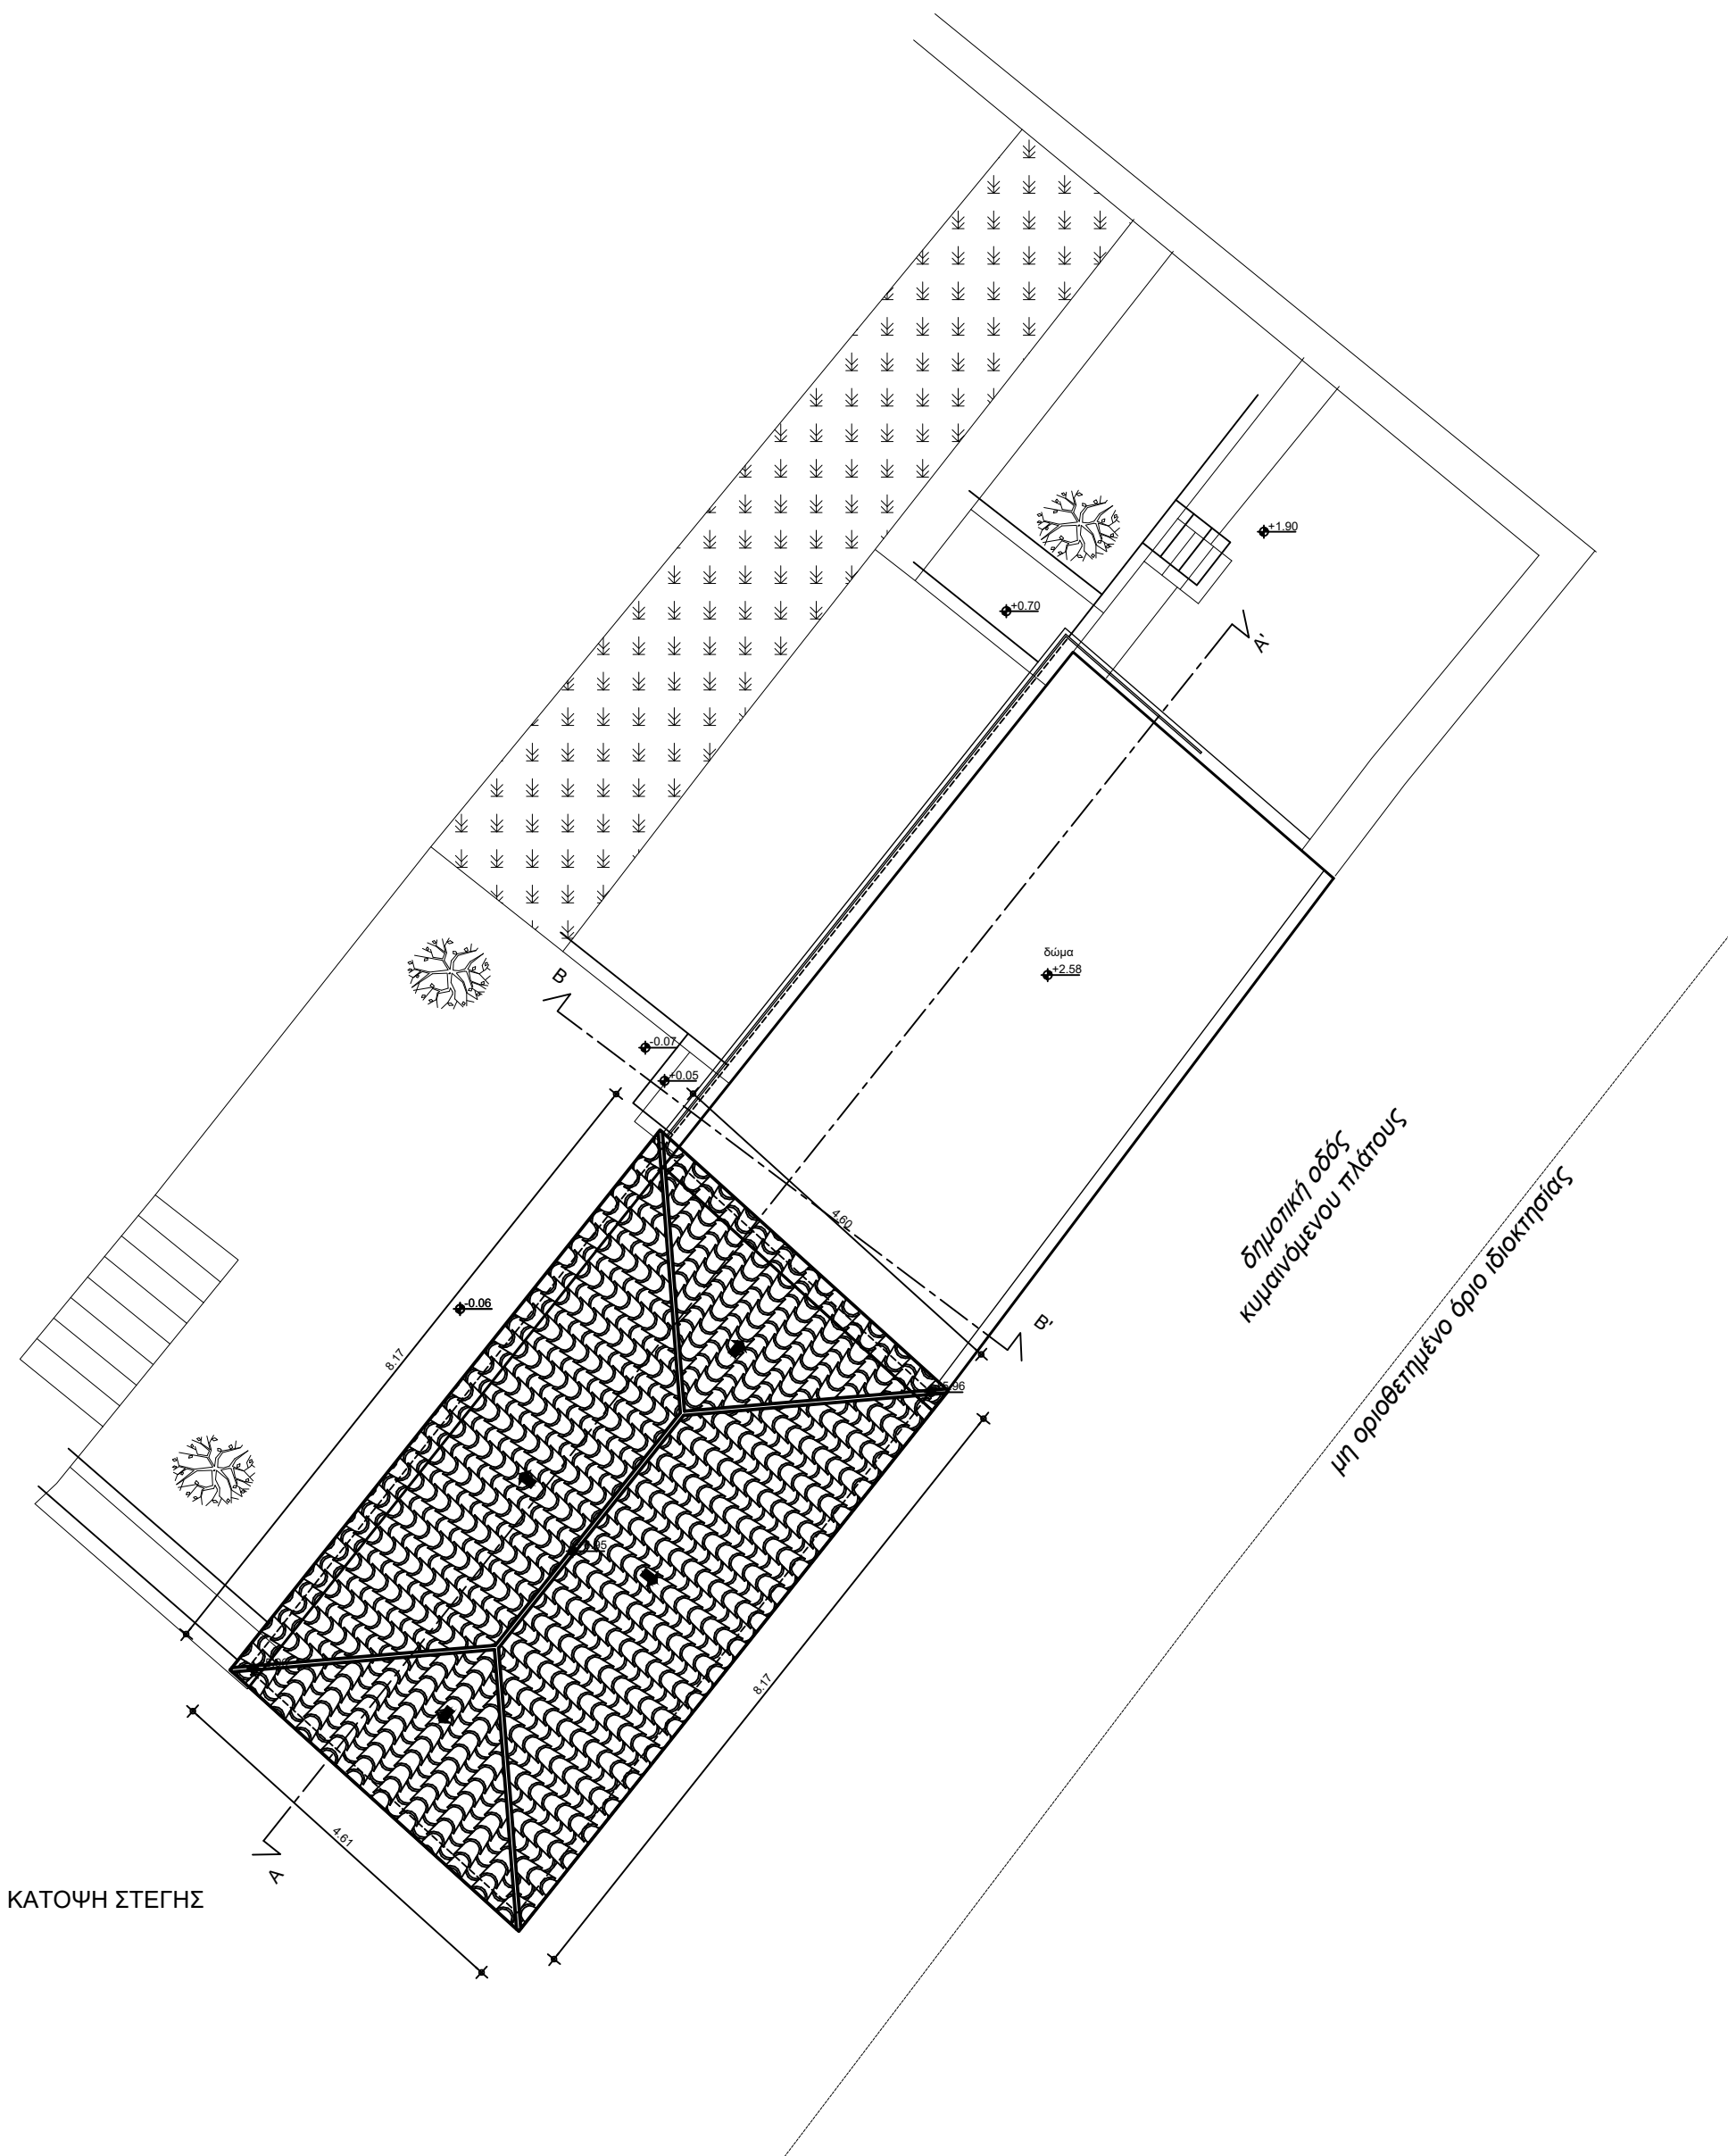 +1.90
+0.70
A'
δώμα
+2.58
B
-0.07
+0.05
δημοτική οδός
κυμαινόμενου πλάτους
μη οριοθετημένο όριο ιδιοκτησίας
4.60
-0.06
B'
8.17
8.17
4.61
A
ΚΑΤΟΨΗ ΣΤΕΓΗΣ